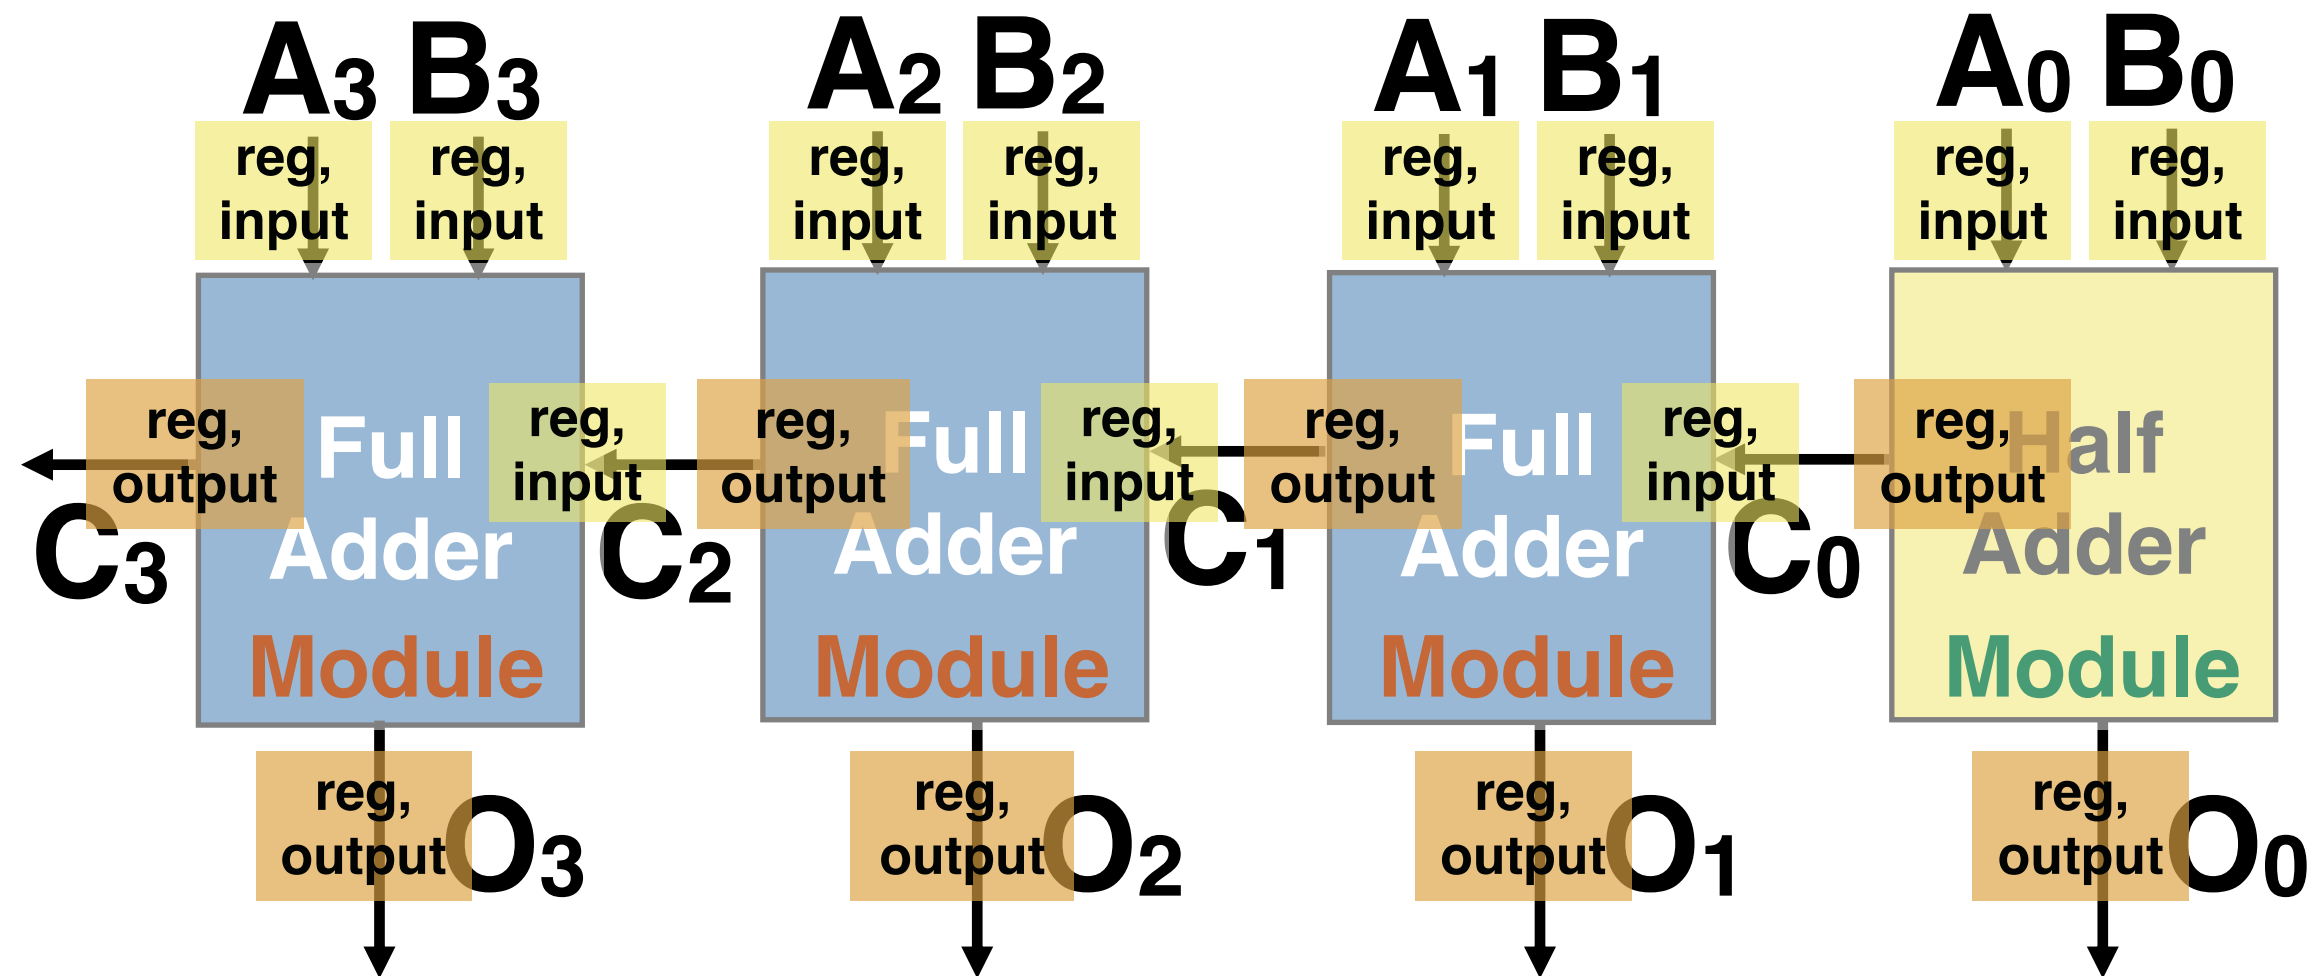 A3 B3 A2 B2 A1 B1 A0 B0
reg, reg, reg, reg, reg, reg, reg, reg,
input input input input input input input input
reg, reg, reg, reg, reg, reg, reg,
output input output input output input output
Full Full Full Half
C3 C2 C1 C0
Adder Adder Adder Adder
Module Module Module Module
reg, reg, reg, reg,
output O3 output O2 output O1 output O0